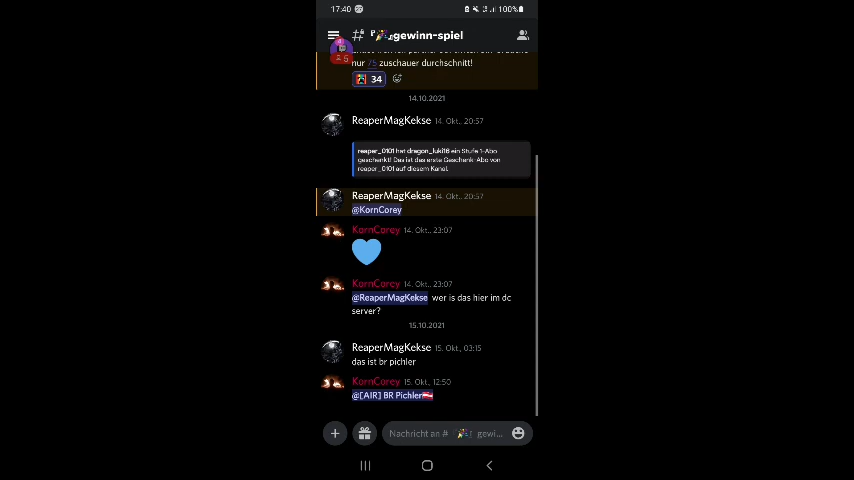 17:40 100%
# gewinn-spiel
5
nur 75 zuschauer durchschnitt!
34
14.10.2021
ReaperMagKekse 14. Okt., 20:57
reaper_0101 hat dragon_luki16 ein Stufe 1-Abo
geschenkt! Das ist das erste Geschenk-Abo von
reaper_0101 auf diesem Kanal.
ReaperMagKekse 14. Okt., 20:57
@KornCorey
KornCorey 14. Okt., 23:07
KornCorey 14. Okt., 23:07
@ReaperMagKekse wer is das hier im dc
server?
15.10.2021
ReaperMagKekse 15. Okt., 03:15
das ist br pichler
KornCorey 15. Okt., 12:50
@[AIR] BR Pichler🇦🇹
Nachricht an # 🎉 gewi...